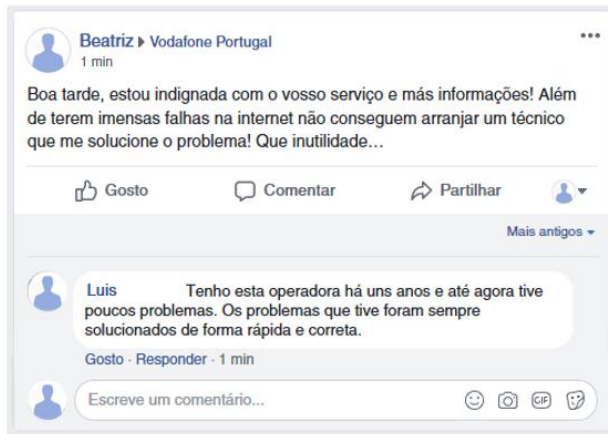 Beatriz ▸ Vodafone Portugal
1 min
Boa tarde, estou indignada com o vosso serviço e más informações! Além
de terem imensas falhas na internet não conseguem arranjar um técnico
que me solucione o problema! Que inutilidade…
Gosto Comentar Partilhar
Mais antigos
Luis Tenho esta operadora há uns anos e até agora tive
poucos problemas. Os problemas que tive foram sempre
solucionados de forma rápida e correta.
Gosto · Responder · 1 min
Escreve um comentário... GIF